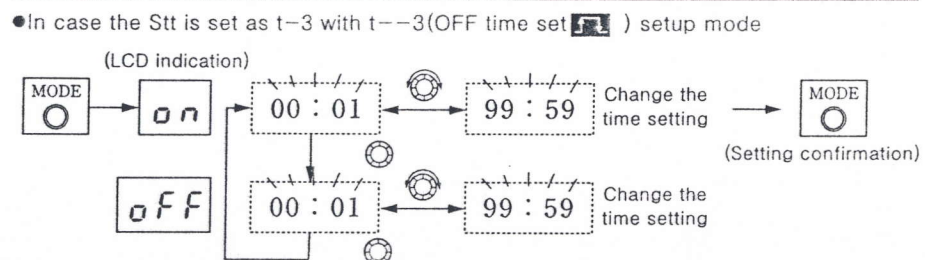 ●In case the Stt is set as t-3 with t--3(OFF time set ) setup mode
(LCD indication)
MODE
on
00 : 01
99 : 59
Change the
time setting
MODE
(Setting confirmation)
oFF
00 : 01
99 : 59
Change the
time setting